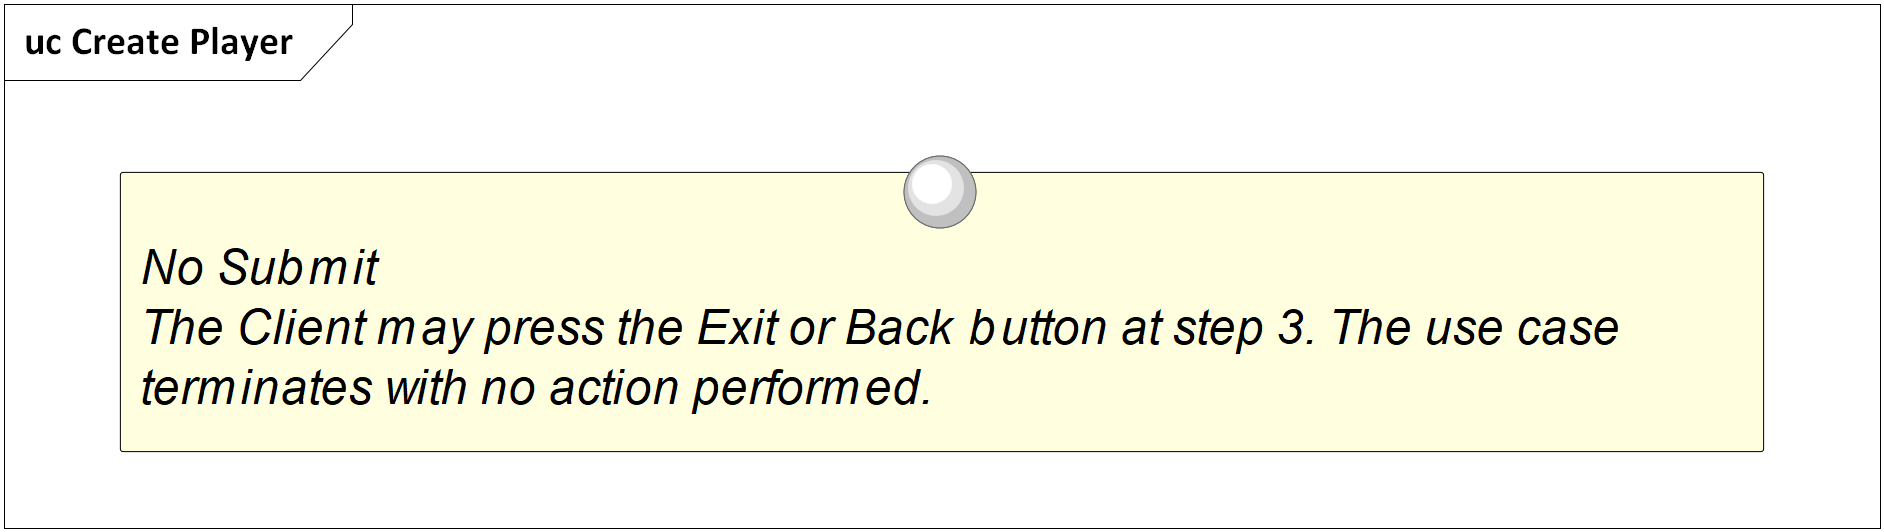 uc Create Player
No Submit
The Client may press the Exit or Back button at step 3. The use case
terminates with no action performed.